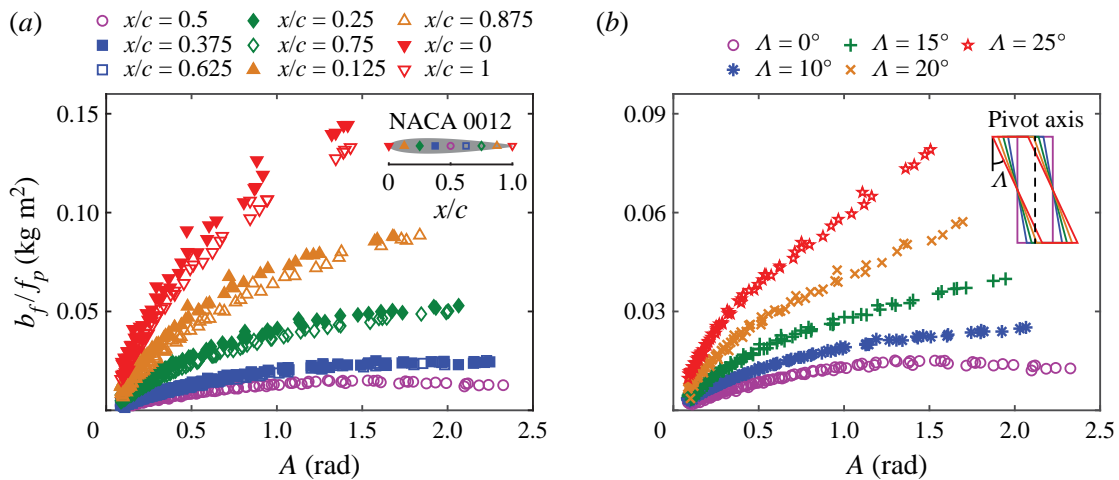 (a)
x/c = 0.5
x/c = 0.25
x/c = 0.875
x/c = 0.375
x/c = 0.75
x/c = 0
x/c = 0.625
x/c = 0.125
x/c = 1
0.15
0.10
0.05
b_f/f_p (kg m²)
NACA 0012
0
0.5
1.0
x/c
0
0.5
1.0
1.5
2.0
2.5
A (rad)
(b)
Λ = 0°
Λ = 15°
Λ = 25°
Λ = 10°
Λ = 20°
0.09
0.06
0.03
Pivot axis
Λ
0
0.5
1.0
1.5
2.0
2.5
A (rad)